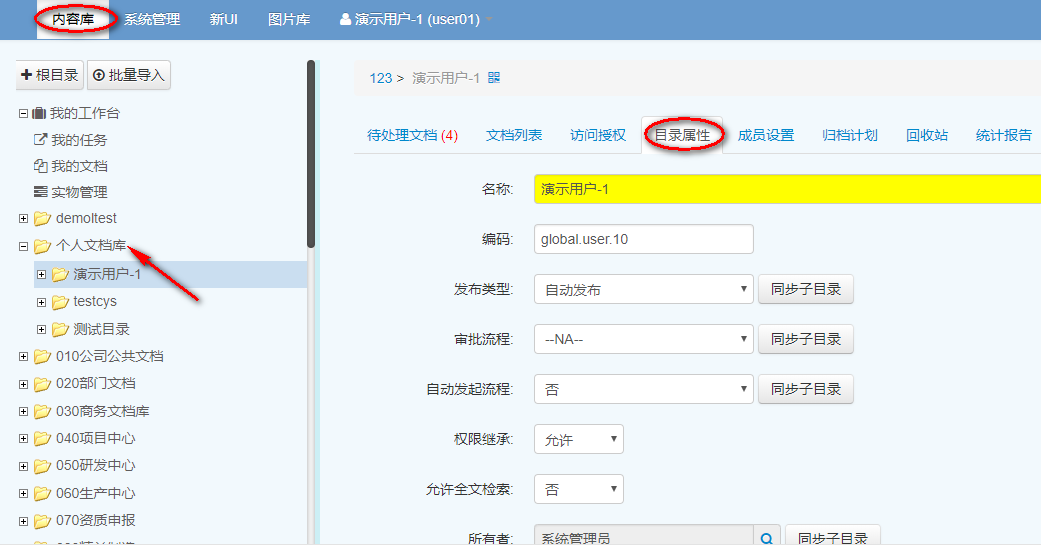 内容库 系统管理 新UI 图片库 演示用户-1 (user01)
根目录 批量导入
123 > 演示用户-1
我的工作台
我的任务
我的文档
实物管理
demoltest
个人文档库
演示用户-1
testcys
测试目录
010公司公共文档
020部门文档
030商务文档库
040项目中心
050研发中心
060生产中心
070资质申报
待处理文档 (4) 文档列表 访问授权 目录属性 成员设置 归档计划 回收站 统计报告
名称: 演示用户-1
编码: global.user.10
发布类型: 自动发布 同步子目录
审批流程: --NA-- 同步子目录
自动发起流程: 否 同步子目录
权限继承: 允许
允许全文检索: 否
所有者: 系统管理员 同步子目录